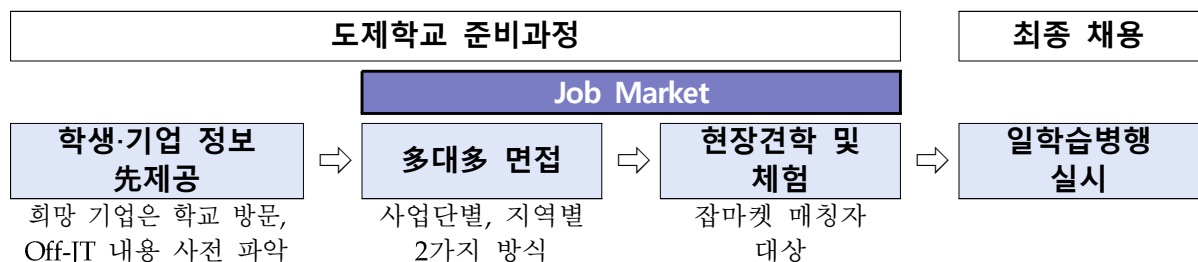 도제학교 준비과정
최종 채용
Job Market
학생·기업 정보
先제공
⇨
多대多 면접
⇨
현장견학 및
체험
⇨
일학습병행
실시
희망 기업은 학교 방문,
Off-JT 내용 사전 파악
사업단별, 지역별
2가지 방식
잡마켓 매칭자
대상